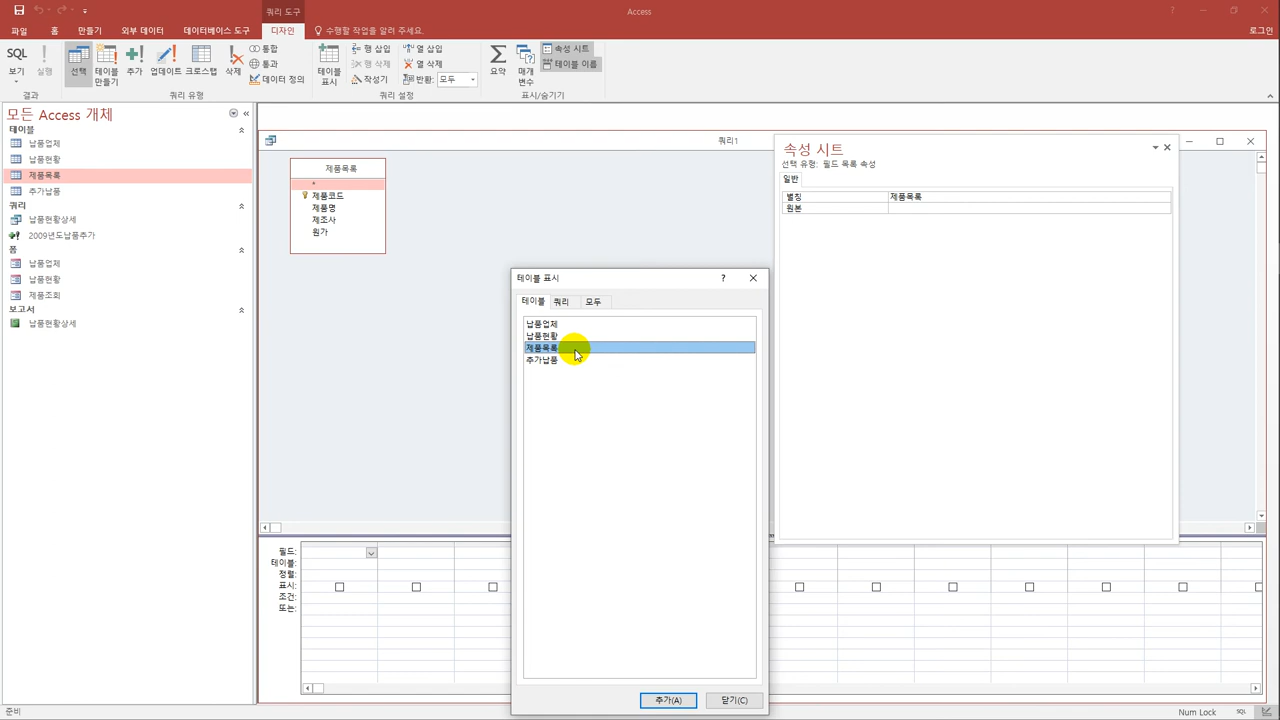 쿼리 도구
Access
파일 홈 만들기 외부 데이터 데이터베이스 도구 디자인 수행할 작업을 알려 주세요.
로그인
SQL 보기
실행
선택
테이블 만들기
추가
업데이트
크로스탭
삭제
통합
통과
데이터 정의
테이블 표시
행 삽입
행 삭제
작성기
열 삽입
열 삭제
반환: 모두
요약
매개 변수
속성 시트
테이블 이름
결과
쿼리 유형
쿼리 설정
표시/숨기기
모든 Access 개체
테이블
납품업체
납품현황
제품목록
추가납품
쿼리
납품현황상세
2009년도납품추가
폼
납품업체
납품현황
제품조회
보고서
납품현황상세
쿼리1
제품목록
*
제품코드
제품명
제조사
원가
속성 시트
선택 유형: 필드 목록 속성
일반
별칭 제품목록
원본
테이블 표시
?
테이블 쿼리 모두
납품업체
납품현황
제품목록
추가납품
추가(A)
닫기(C)
필드:
테이블:
정렬:
표시:
조건:
또는:
준비
Num Lock
SQL